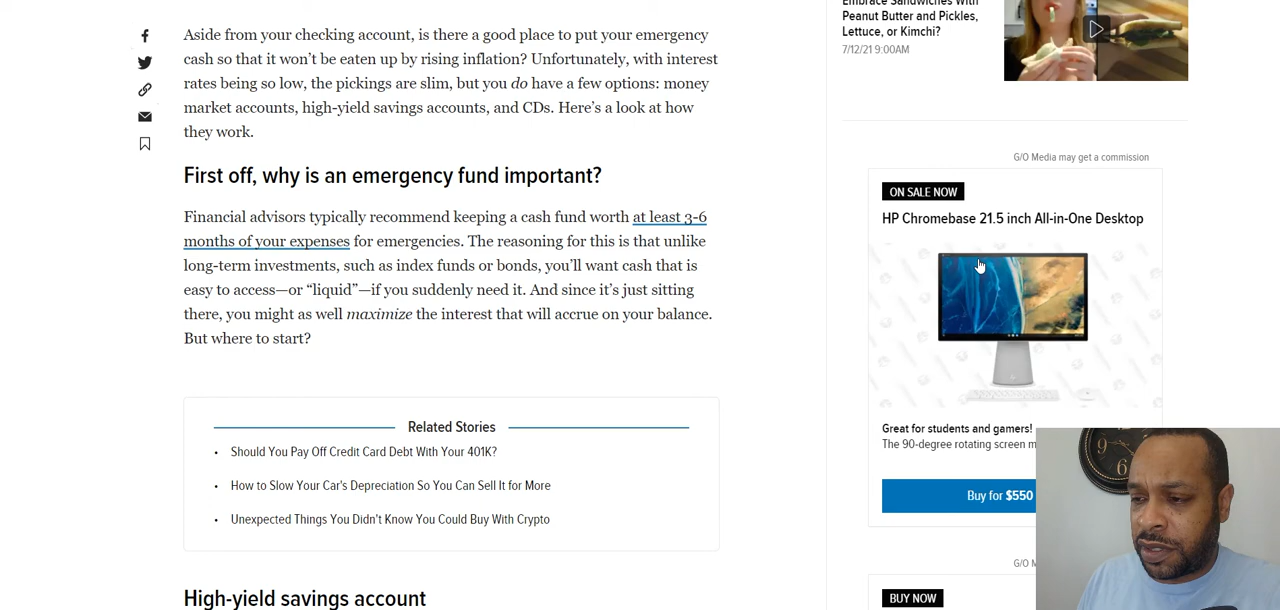 Aside from your checking account, is there a good place to put your emergency
cash so that it won't be eaten up by rising inflation? Unfortunately, with interest
rates being so low, the pickings are slim, but you do have a few options: money
market accounts, high-yield savings accounts, and CDs. Here's a look at how
they work.
First off, why is an emergency fund important?
Financial advisors typically recommend keeping a cash fund worth at least 3-6
months of your expenses for emergencies. The reasoning for this is that unlike
long-term investments, such as index funds or bonds, you'll want cash that is
easy to access—or “liquid”—if you suddenly need it. And since it's just sitting
there, you might as well maximize the interest that will accrue on your balance.
But where to start?
Related Stories
• Should You Pay Off Credit Card Debt With Your 401K?
• How to Slow Your Car's Depreciation So You Can Sell It for More
• Unexpected Things You Didn't Know You Could Buy With Crypto
High-yield savings account
Embrace Sandwiches With
Peanut Butter and Pickles,
Lettuce, or Kimchi?
7/12/21 9:00AM
G/O Media may get a commission
ON SALE NOW
HP Chromebase 21.5 inch All-in-One Desktop
Great for students and gamers!
The 90-degree rotating screen
Buy for $550
G/O
BUY NOW
9
6